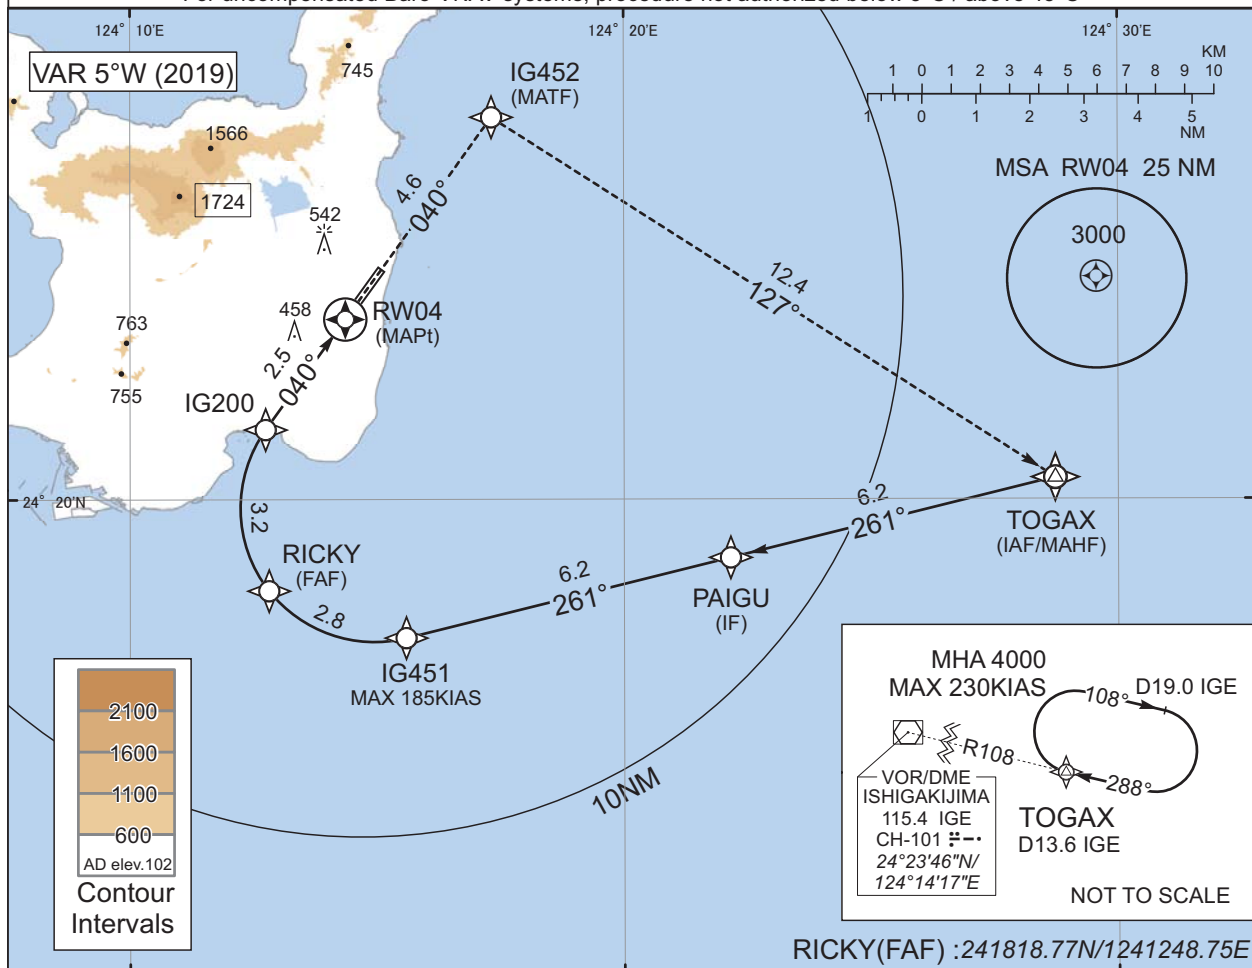 124° 10'E
124° 20'E
124° 30'E
VAR 5°W (2019)
745
IG452
(MATF)
KM
1 0 1 2 3 4 5 6 7 8 9 10
1 0 1 2 3 4 5
NM
1566
1724
542
4.6
040°
MSA RW04 25 NM
3000
12.4
127°
RW04
(MAPt)
458
763
755
2.5
040°
IG200
24° 20'N
3.2
RICKY
(FAF)
2.8
6.2
261°
IG451
MAX 185KIAS
6.2
261°
PAIGU
(IF)
TOGAX
(IAF/MAHF)
10NM
2100
1600
1100
600
AD elev.102
Contour
Intervals
MHA 4000
MAX 230KIAS
108°
D19.0 IGE
R108
288°
TOGAX
D13.6 IGE
VOR/DME
ISHIGAKIJIMA
115.4 IGE
CH-101
24°23'46"N/
124°14'17"E
NOT TO SCALE
RICKY(FAF) :241818.77N/1241248.75E